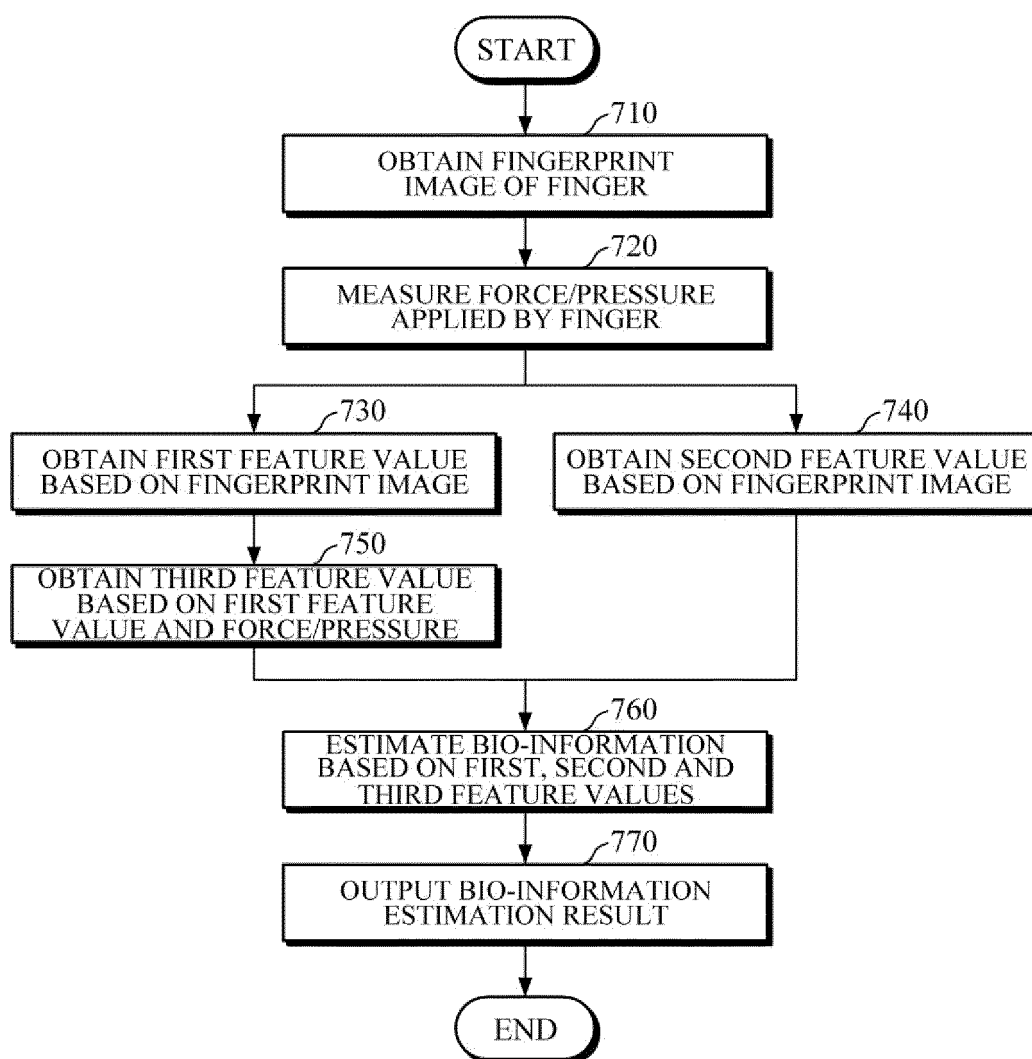 START
710
OBTAIN FINGERPRINT
IMAGE OF FINGER
720
MEASURE FORCE/PRESSURE
APPLIED BY FINGER
730
OBTAIN FIRST FEATURE VALUE
BASED ON FINGERPRINT IMAGE
740
OBTAIN SECOND FEATURE VALUE
BASED ON FINGERPRINT IMAGE
750
OBTAIN THIRD FEATURE VALUE
BASED ON FIRST FEATURE
VALUE AND FORCE/PRESSURE
760
ESTIMATE BIO-INFORMATION
BASED ON FIRST, SECOND AND
THIRD FEATURE VALUES
770
OUTPUT BIO-INFORMATION
ESTIMATION RESULT
END